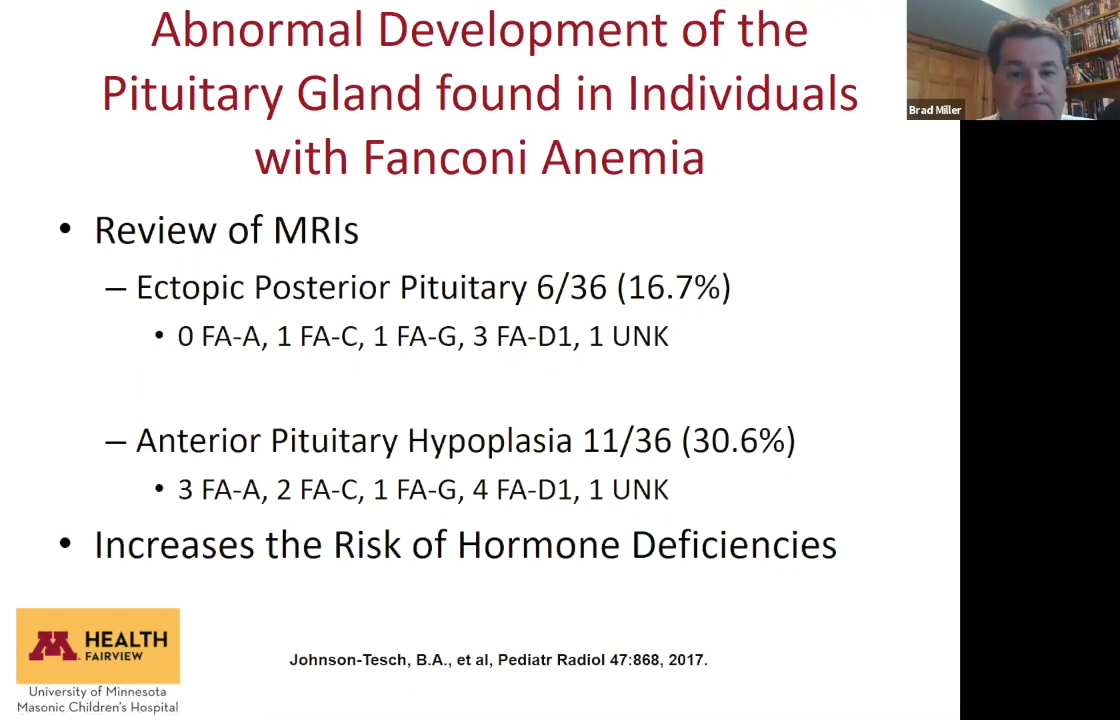 Abnormal Development of the
Pituitary Gland found in Individuals
with Fanconi Anemia
Brad Miller
• Review of MRIs
– Ectopic Posterior Pituitary 6/36 (16.7%)
• 0 FA-A, 1 FA-C, 1 FA-G, 3 FA-D1, 1 UNK
– Anterior Pituitary Hypoplasia 11/36 (30.6%)
• 3 FA-A, 2 FA-C, 1 FA-G, 4 FA-D1, 1 UNK
• Increases the Risk of Hormone Deficiencies
M HEALTH
FAIRVIEW
University of Minnesota
Masonic Children's Hospital
Johnson-Tesch, B.A., et al, Pediatr Radiol 47:868, 2017.